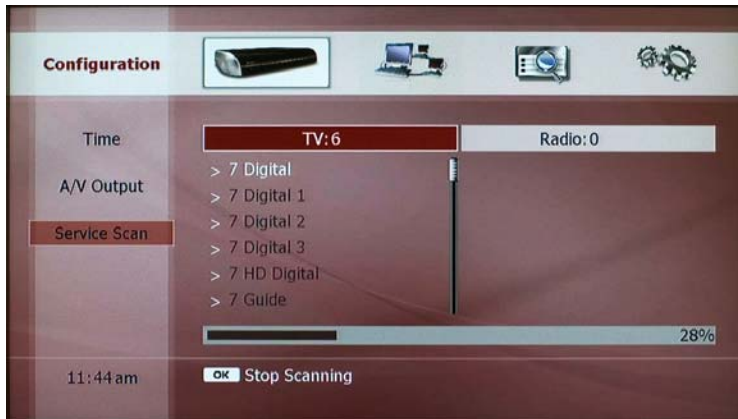 Configuration
Time
A/V Output
Service Scan
11:44 am
TV:6
Radio:0
> 7 Digital
> 7 Digital 1
> 7 Digital 2
> 7 Digital 3
> 7 HD Digital
> 7 Guide
28%
OK Stop Scanning